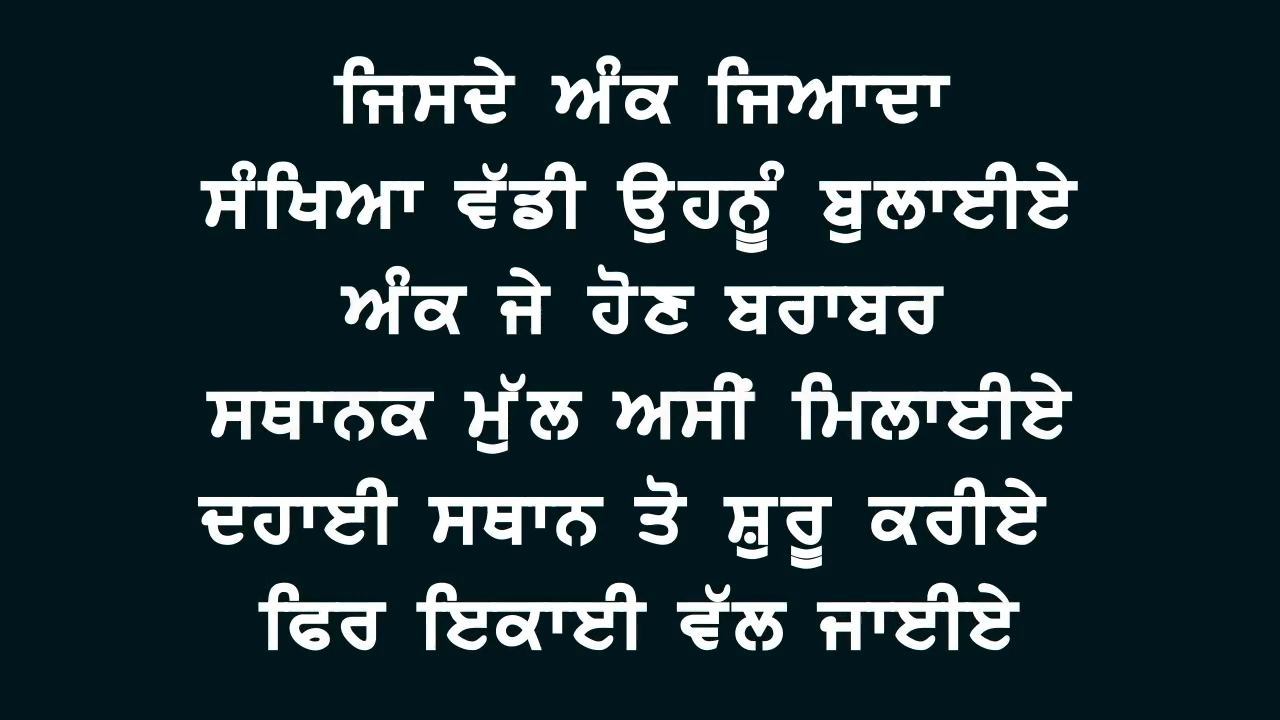 ਜਿਸਦੇ ਅੰਕ ਜਿਆਦਾ
ਸੰਖਿਆ ਵੱਡੀ ਉਹਨੂੰ ਬੁਲਾਈਏ
ਅੰਕ ਜੇ ਹੋਣ ਬਰਾਬਰ
ਸਥਾਨਕ ਮੁੱਲ ਅਸੀਂ ਮਿਲਾਈਏ
ਦਹਾਈ ਸਥਾਨ ਤੋ ਸ਼ੁਰੂ ਕਰੀਏ
ਫਿਰ ਇਕਾਈ ਵੱਲ ਜਾਈਏ